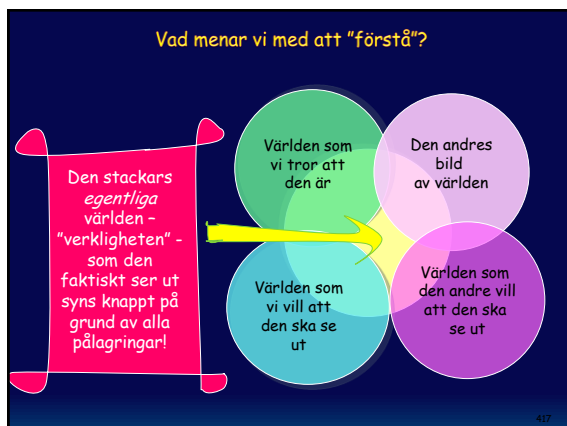 Vad menar vi med att ”förstå”?
Den stackars
egentliga
världen –
”verkligheten” -
som den
faktiskt ser ut
syns knappt på
grund av alla
pålagringar!
Världen som
vi tror att
den är
Den andres
bild
av världen
Världen som
vi vill att
den ska se
ut
Världen som
den andre vill
att den ska
se ut
417